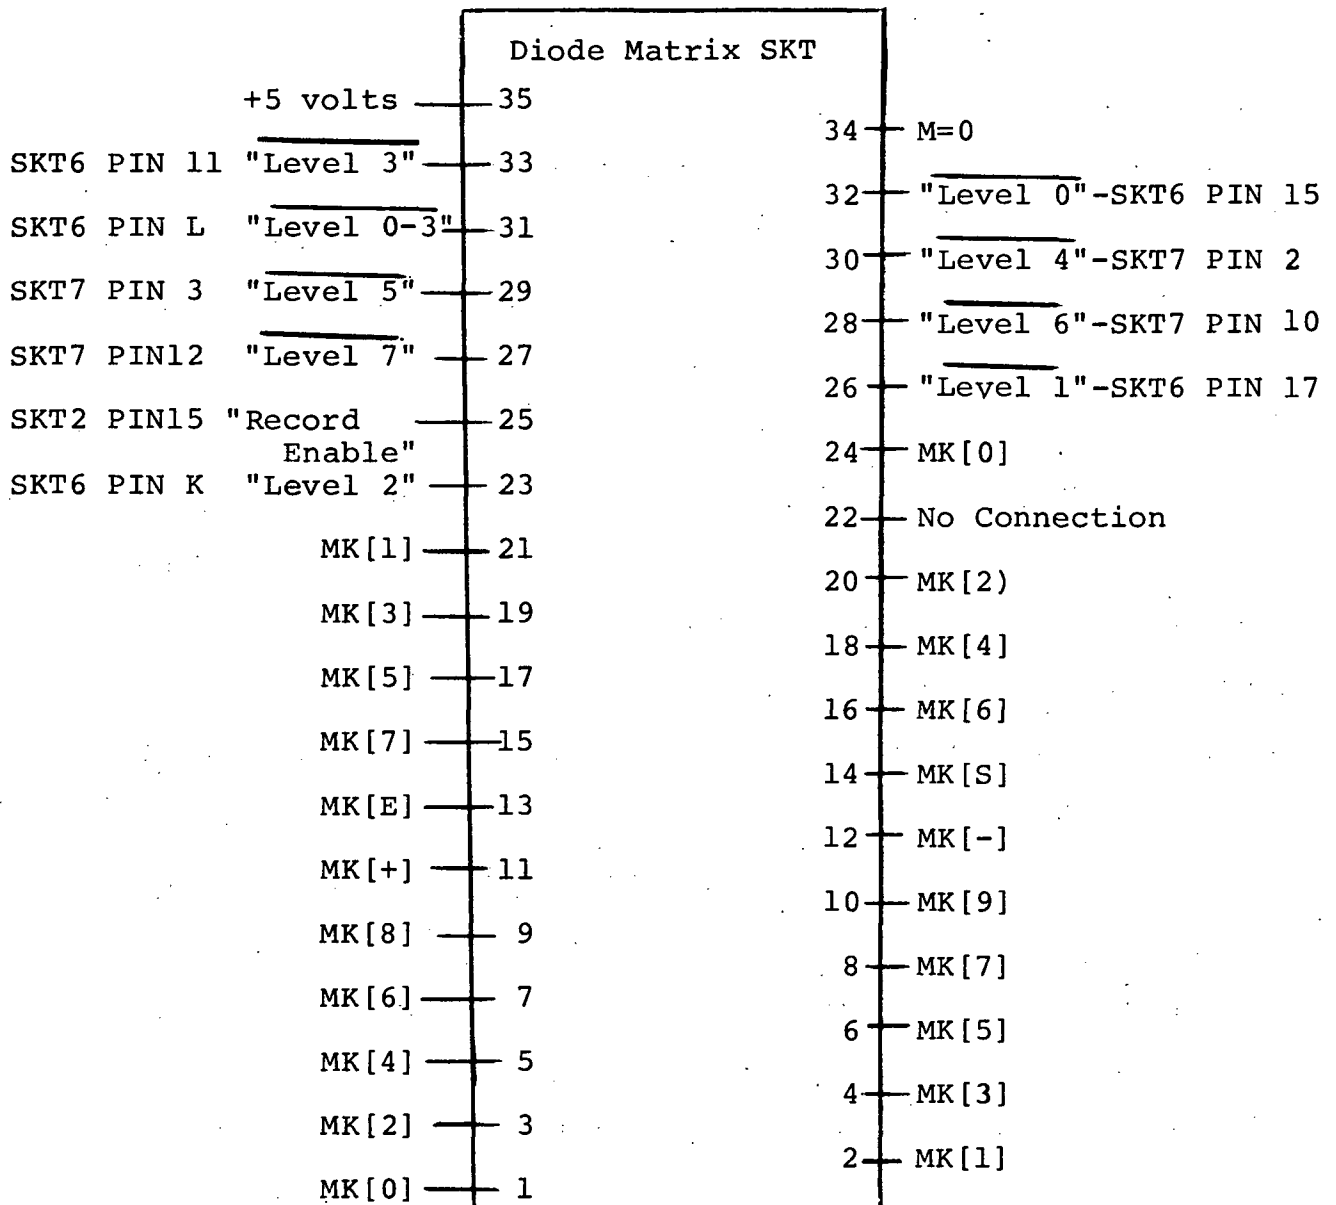 Diode Matrix SKT
+5 volts 35
34 M=0
SKT6 PIN 11 "Level 3" 33
32 "Level 0"-SKT6 PIN 15
SKT6 PIN L "Level 0-3" 31
30 "Level 4"-SKT7 PIN 2
SKT7 PIN 3 "Level 5" 29
28 "Level 6"-SKT7 PIN 10
SKT7 PIN12 "Level 7" 27
26 "Level 1"-SKT6 PIN 17
SKT2 PIN15 "Record 25
Enable"
24 MK[0]
SKT6 PIN K "Level 2" 23
22 No Connection
MK[1] 21
20 MK[2)
MK[3] 19
18 MK[4]
MK[5] 17
16 MK[6]
MK[7] 15
14 MK[S]
MK[E] 13
12 MK[-]
MK[+] 11
10 MK[9]
MK[8] 9
8 MK[7]
MK[6] 7
6 MK[5]
MK[4] 5
4 MK[3]
MK[2] 3
2 MK[1]
MK[0] 1